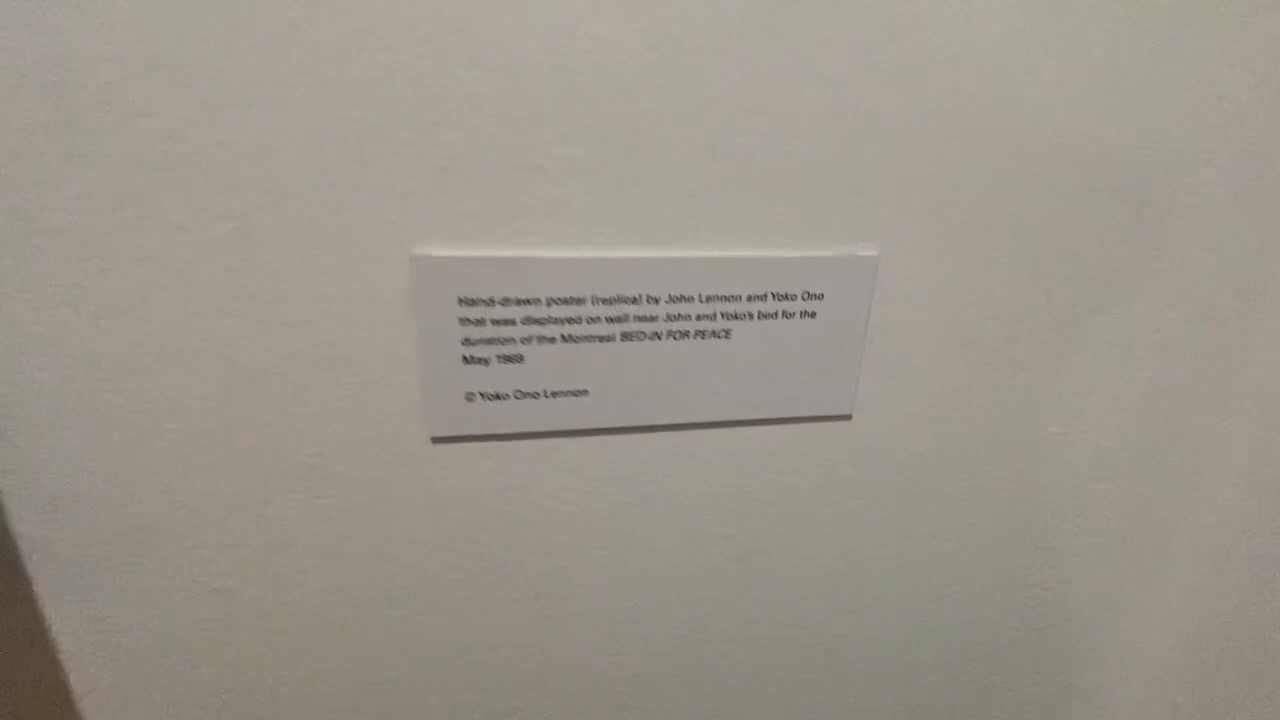 Hand-drawn poster (replica) by John Lennon and Yoko Ono
that was displayed on wall near John and Yoko's bed for the
duration of the Montreal BED-IN FOR PEACE
May 1969
© Yoko Ono Lennon